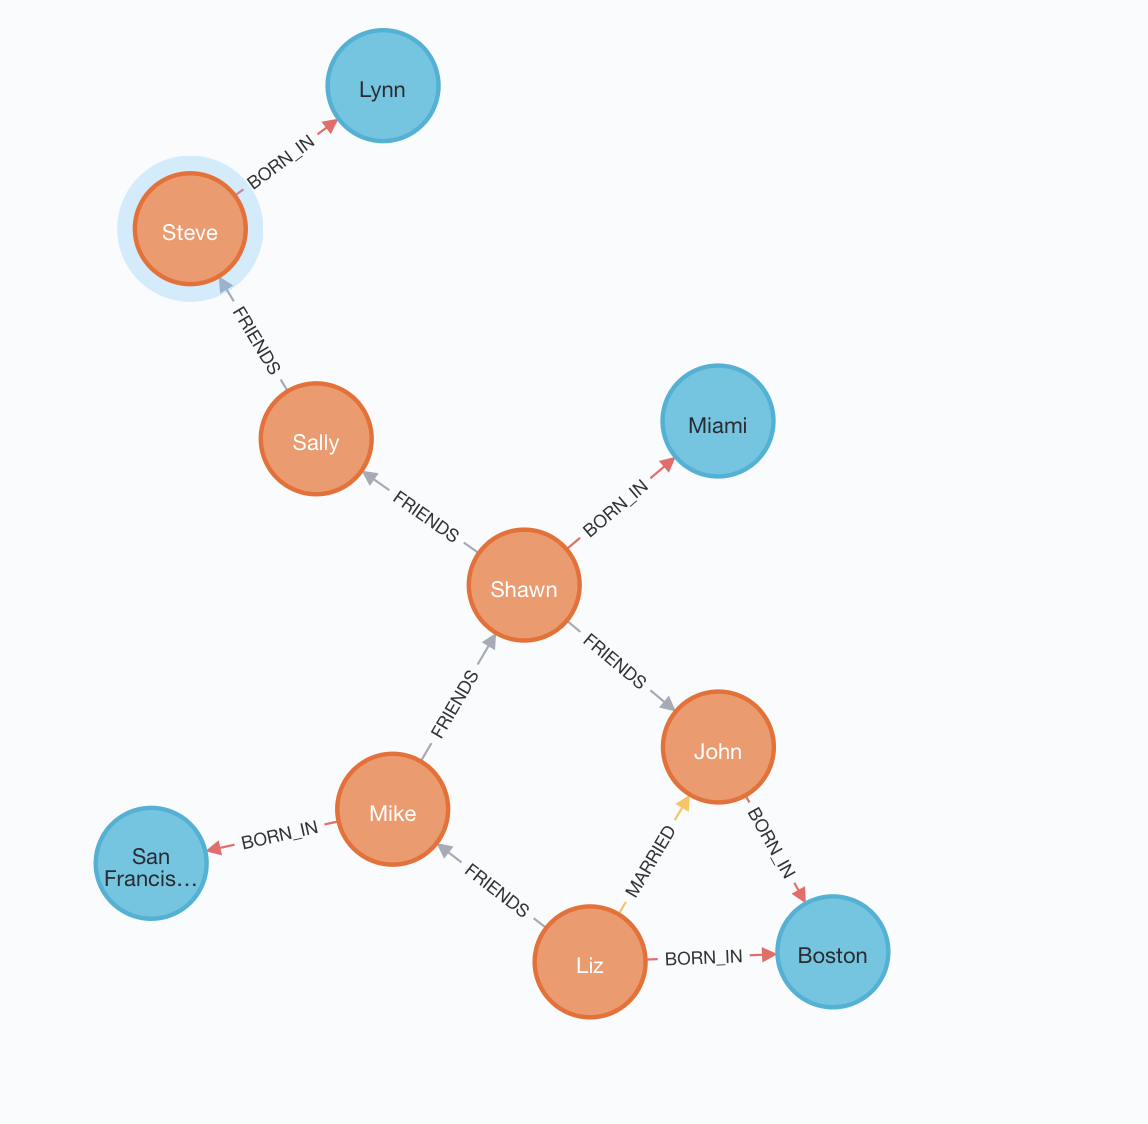 Lynn
BORN_IN
Steve
FRIENDS
Sally
Miami
BORN_IN
FRIENDS
Shawn
FRIENDS
FRIENDS
John
Mike
BORN_IN
San
Francis...
MARRIED
BORN_IN
FRIENDS
Liz
BORN_IN
Boston